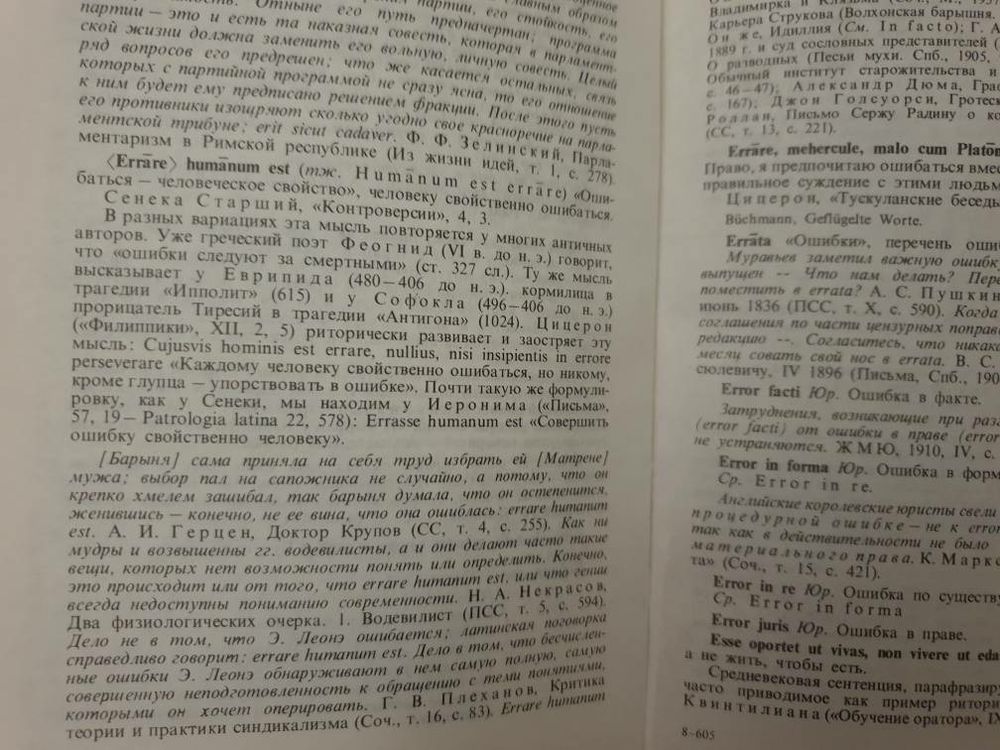 партии — это и есть та наказная совесть, которая в парламент-
ской жизни должна заменить его вольную, личную совесть. Целый
ряд вопросов его предрешен; что же касается остальных, связь
которых с партийной программой не сразу ясна, то его отношение
к ним будет ему предписано решением фракции. После этого пусть
его противники изощряют сколько угодно свое красноречие на парла-
ментской трибуне; erit sicut cadaver. Ф. Ф. Зелинский, Парла-
ментаризм в Римской республике (Из жизни идей, т. 1, с. 278).
⟨Errāre⟩ humānum est (тж. Humānum est errāre) «Оши-
баться — человеческое свойство», человеку свойственно ошибаться.
Сенека Старший, «Контроверсии», 4, 3.
В разных вариациях эта мысль повторяется у многих античных
авторов. Уже греческий поэт Феогнид (VI в. до н. э.) говорит,
что «ошибки следуют за смертными» (ст. 327 сл.). Ту же мысль
высказывает у Еврипида (480—406 до н. э.) кормилица в
трагедии «Ипполит» (615) и у Софокла (496—406 до н. э.)
прорицатель Тиресий в трагедии «Антигона» (1024). Цицерон
(«Филиппики», XII, 2, 5) риторически развивает и заостряет эту
мысль: Cujusvis hominis est errare, nullius, nisi insipientis in errore
perseverare «Каждому человеку свойственно ошибаться, но никому,
кроме глупца — упорствовать в ошибке». Почти такую же формули-
ровку, как у Сенеки, мы находим у Иеронима («Письма»,
57, 19 — Patrologia latina 22, 578): Errasse humanum est «Совершить
ошибку свойственно человеку».
[Барыня] сама приняла на себя труд избрать ей [Матрене]
мужа; выбор пал на сапожника не случайно, а потому, что он
крепко хмелем зашибал, так барыня думала, что он остепенится,
женившись — конечно, не ее вина, что она ошиблась: errare humanum
est. А. И. Герцен, Доктор Крупов (СС, т. 4, с. 255). Как ни
мудры и возвышенны гг. водевилисты, а и они делают часто такие
вещи, которых нет возможности понять или определить. Конечно,
это происходит или от того, что errare humanum est, или что гении
всегда недоступны пониманию современности. Н. А. Некрасов,
Два физиологических очерка. 1. Водевилист (ПСС, т. 5, с. 594).
Дело не в том, что Э. Леонэ ошибается; латинская поговорка
справедливо говорит: errare humanum est. Дело в том, что бесчислен-
ные ошибки Э. Леонэ обнаруживают в нем самую полную, самую
совершенную неподготовленность к обращению с теми понятиями,
которыми он хочет оперировать. Г. В. Плеханов, Критика
теории и практики синдикализма (Соч., т. 16, с. 83). Errare humanum
Карьера Струкова (Волхонская барышня.
Он же, Идиллия (См. In facto); Г. А.
1889 г. и суд сословных представителей
О разводных (Песьи мухи. Спб., 1905,
Обычный институт старожительства и
с. 46—47); Александр Дюма, Гра
с. 167); Джон Голсуорси, Гротес
Роллан, Письмо Сержу Радину о ко
(СС, т. 13, с. 221).
Errāre, mehercule, malo cum Platōn
Право, я предпочитаю ошибаться вмес
правильное суждение с этими людьм
Цицерон, «Тускуланские беседы
Büchmann, Geflügelte Worte.
Errāta «Ошибки», перечень оши
Муравьев заметил важную ошибку
выпущен -- Что нам делать? Пере
поместить в errata? А. С. Пушкин
июнь 1836 (ПСС, т. X, с. 590). Когда
соглашения по части цензурных поправ
редакцию --. Согласитесь, что никак
месяц совать свой нос в errata. В. С.
сюлевичу, IV 1896 (Письма, Спб., 190
Error facti Юр. Ошибка в факте.
Затруднения, возникающие при раз
(error facti) от ошибки в праве (error
не устраняются. ЖМЮ, 1910, IV, с.
Error in forma Юр. Ошибка в форм
Ср. Error in re.
Английские королевские юристы свели
процедурной ошибке — не к error
так как в действительности не было
материального права. К. Маркс
та» (Соч., т. 15, с. 421).
Error in re Юр. Ошибка по существу
Ср. Error in forma
Error juris Юр. Ошибка в праве.
Esse oportet ut vivas, non vivere ut eda
а не жить, чтобы есть.
Средневековая сентенция, парафразиру
часто приводимое как пример ритори
Квинтилиана («Обучение оратора», IX
8-605